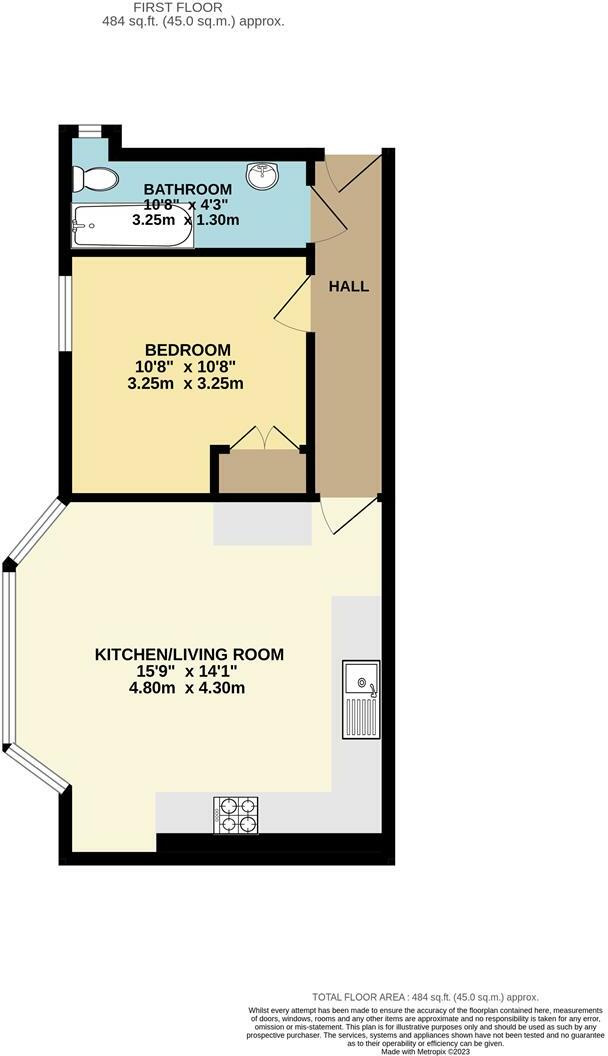 FIRST FLOOR
484 sq.ft. (45.0 sq.m.) approx.
BATHROOM
10'8" x 4'3"
3.25m x 1.30m
HALL
BEDROOM
10'8" x 10'8"
3.25m x 3.25m
KITCHEN/LIVING ROOM
15'9" x 14'1"
4.80m x 4.30m
TOTAL FLOOR AREA : 484 sq.ft. (45.0 sq.m.) approx.
Whilst every attempt has been made to ensure the accuracy of the floorplan contained here, measurements
of doors, windows, rooms and any other items are approximate and no responsibility is taken for any error,
omission or mis-statement. This plan is for illustrative purposes only and should be used as such by any
prospective purchaser. The services, systems and appliances shown have not been tested and no guarantee
as to their operability or efficiency can be given.
Made with Metropix ©2023